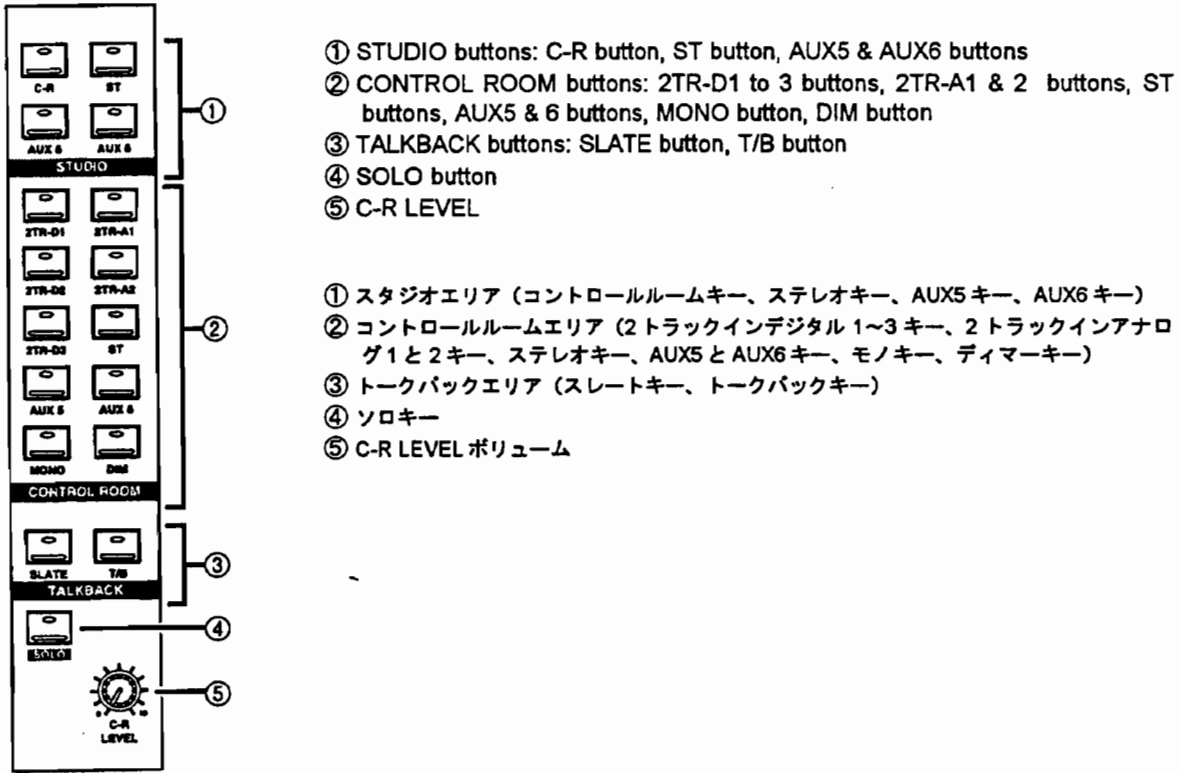 C-R ST
AUX 5 AUX 6
STUDIO
2TR-D1 2TR-A1
2TR-D2 2TR-A2
2TR-D3 ST
AUX 5 AUX 6
MONO DIM
CONTROL ROOM
SLATE T/B
TALKBACK
SOLO
0 10
C-R
LEVEL
①
②
③
④
⑤
① STUDIO buttons: C-R button, ST button, AUX5 & AUX6 buttons
② CONTROL ROOM buttons: 2TR-D1 to 3 buttons, 2TR-A1 & 2 buttons, ST
buttons, AUX5 & 6 buttons, MONO button, DIM button
③ TALKBACK buttons: SLATE button, T/B button
④ SOLO button
⑤ C-R LEVEL
① スタジオエリア（コントロールルームキー、ステレオキー、AUX5 キー、AUX6 キー）
② コントロールルームエリア（2 トラックインデジタル 1~3 キー、2 トラックインアナロ
グ 1 と 2 キー、ステレオキー、AUX5 と AUX6 キー、モノキー、ディマーキー）
③ トークバックエリア（スレートキー、トークバックキー）
④ ソロキー
⑤ C-R LEVEL ボリューム